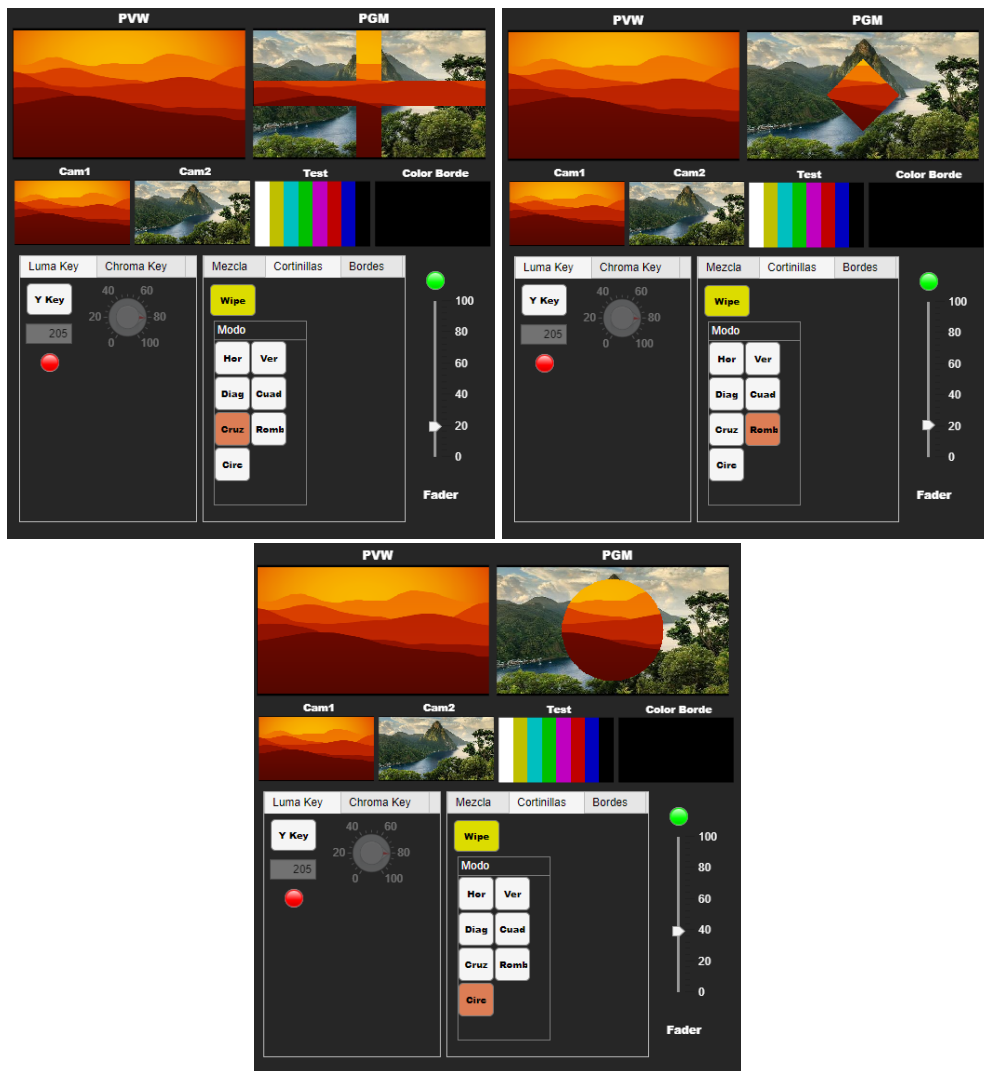 PVW PGM
Cam1 Cam2 Test Color Borde
Luma Key Chroma Key Mezcla Cortinillas Bordes
Y Key 40 60 Wipe 100
205 20 80 Modo 80
0 100 Hor Ver 60
Diag Cuad 40
Cruz Romb 20
Circ 0
Fader
PVW PGM
Cam1 Cam2 Test Color Borde
Luma Key Chroma Key Mezcla Cortinillas Bordes
Y Key 40 60 Wipe 100
205 20 80 Modo 80
0 100 Hor Ver 60
Diag Cuad 40
Cruz Romb 20
Circ 0
Fader
PVW PGM
Cam1 Cam2 Test Color Borde
Luma Key Chroma Key Mezcla Cortinillas Bordes
Y Key 40 60 Wipe 100
205 20 80 Modo 80
0 100 Hor Ver 60
Diag Cuad 40
Cruz Romb 20
Circ 0
Fader